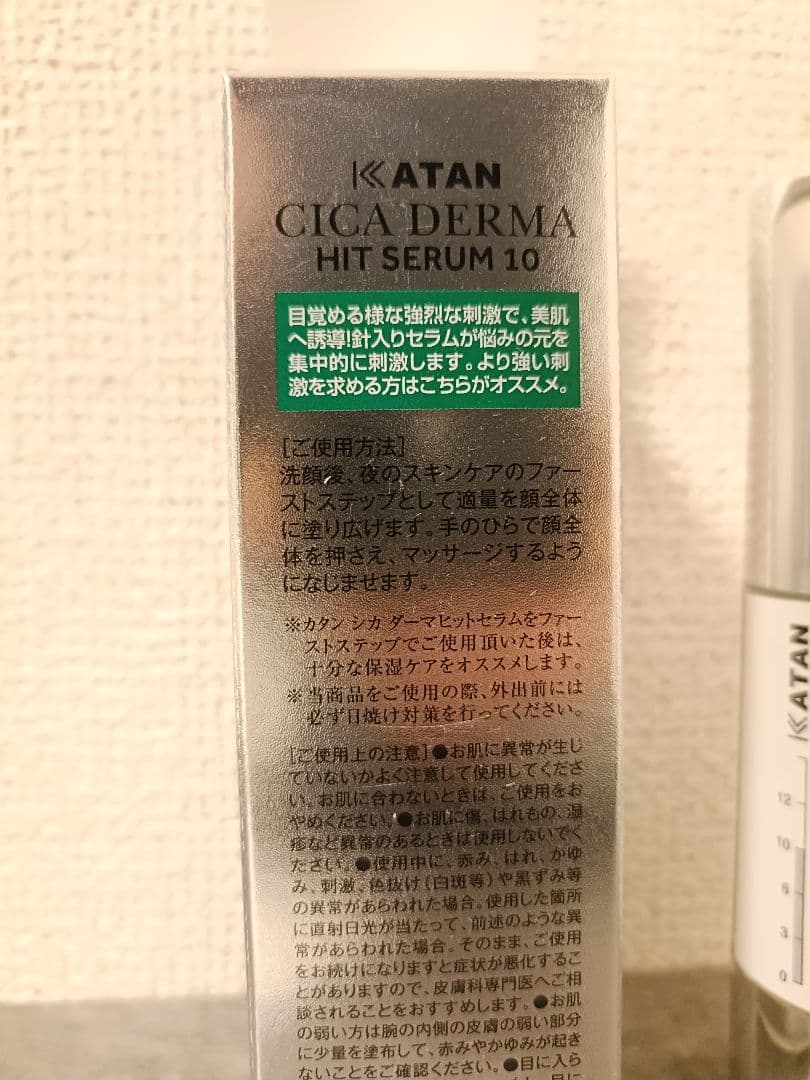 KATAN
CICA DERMA
HIT SERUM 10
目覚める様な強烈な刺激で、美肌
へ誘導!針入りセラムが悩みの元を
集中的に刺激します。より強い刺
激を求める方はこちらがオススメ。
[ご使用方法]
洗顔後、夜のスキンケアのファー
ストステップとして適量を顔全体
に塗り広げます。手のひらで顔全
体を押さえ、マッサージするよう
になじませます。
※カタン シカ ダーマヒットセラムをファー
ストステップでご使用頂いた後は、
十分な保湿ケアをオススメします。
※当商品をご使用の際、外出前には
必ず日焼け対策を行ってください。
[ご使用上の注意]●お肌に異常が生じ
ていないかよく注意して使用してくださ
い。お肌に合わないときは、ご使用をお
やめください。●お肌に傷、はれもの、湿
疹など異常のあるときは使用しないでく
ださい。●使用中に、赤み、はれ、かゆ
み、刺激、色抜け(白斑等)や黒ずみ等
の異常があらわれた場合。使用した箇所
に直射日光が当たって、前述のような異
常があらわれた場合。そのまま、ご使用
をお続けになりますと症状が悪化するこ
とがありますので、皮膚科専門医へご相
談されることをおすすめします。●お肌
の弱い方は腕の内側の皮膚の弱い部分
に少量を塗布して、赤みやかゆみが起き
ないことをご確認ください。●目に入ら
KATAN
12
10
6
3
0